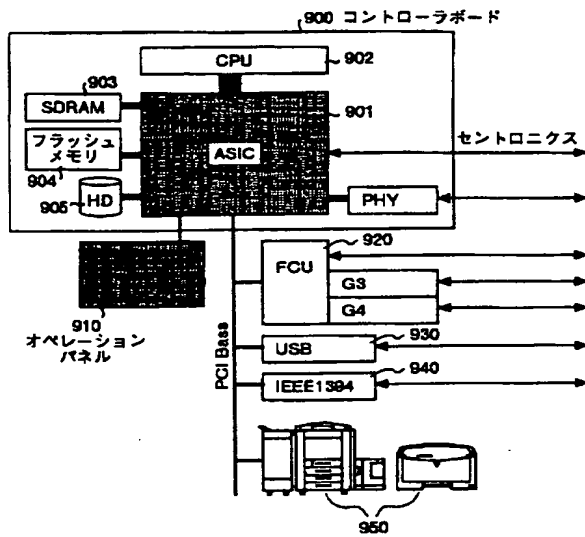 900 コントローラボード
CPU
902
903
SDRAM
901
フラッシュ
メモリ
904
ASIC
セントロニクス
905
HD
PHY
920
FCU
G3
G4
910
オペレーション
パネル
PCI Bass
930
USB
940
IEEE1394
950